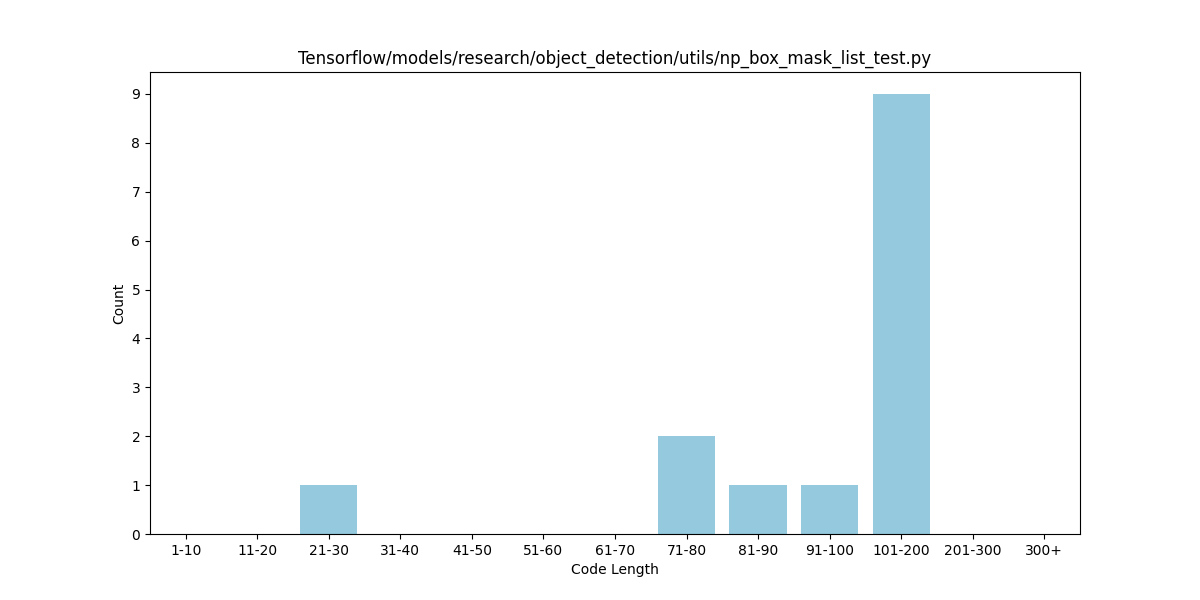 Tensorflow/models/research/object_detection/utils/np_box_mask_list_test.py
9
8
7
6
5
4
3
2
1
0
Count
1-10 11-20 21-30 31-40 41-50 51-60 61-70 71-80 81-90 91-100 101-200 201-300 300+
Code Length